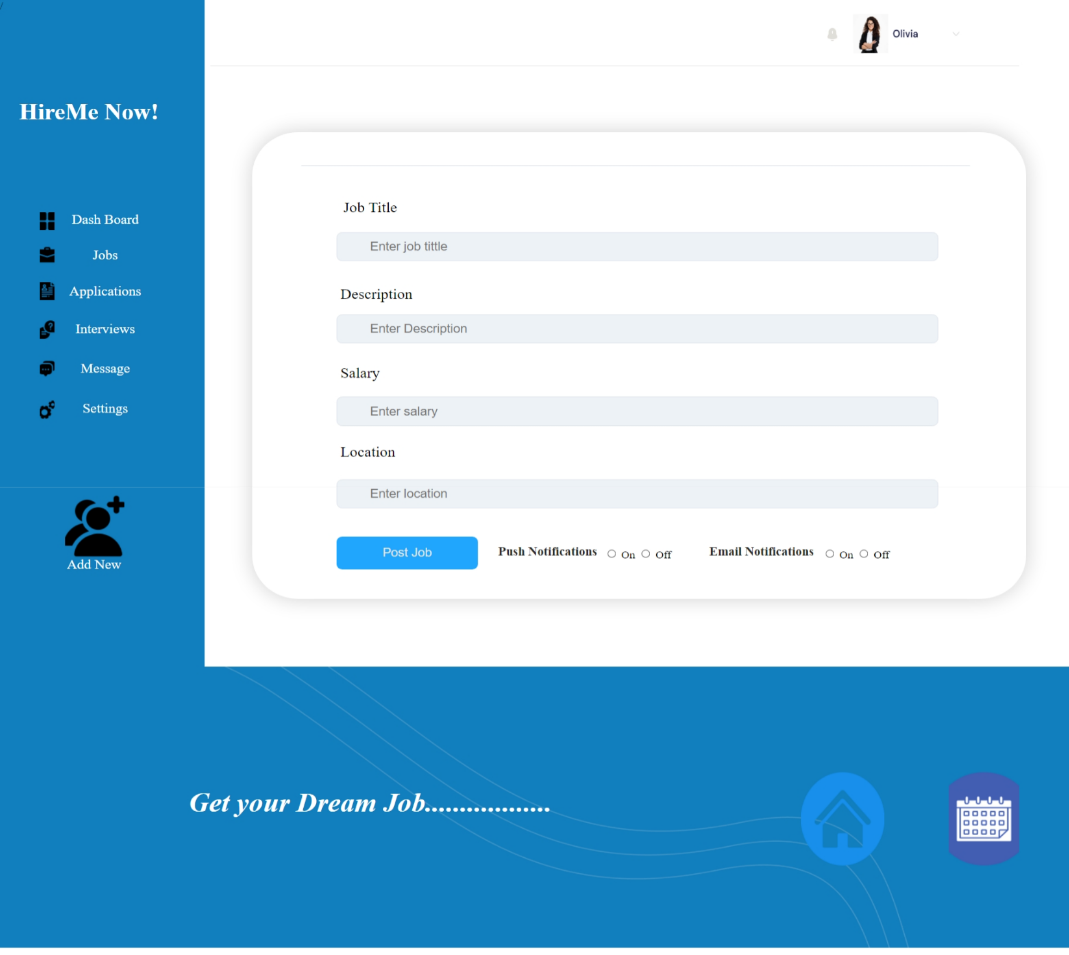 /
Olivia
HireMe Now!
Dash Board
Jobs
Applications
Interviews
Message
Settings
Add New
Job Title
Enter job tittle
Description
Enter Description
Salary
Enter salary
Location
Enter location
Post Job Push Notifications On Off Email Notifications On Off
Get your Dream Job..................